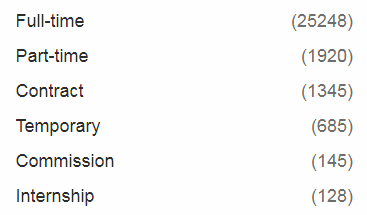 Full-time (25248)
Part-time (1920)
Contract (1345)
Temporary (685)
Commission (145)
Internship (128)